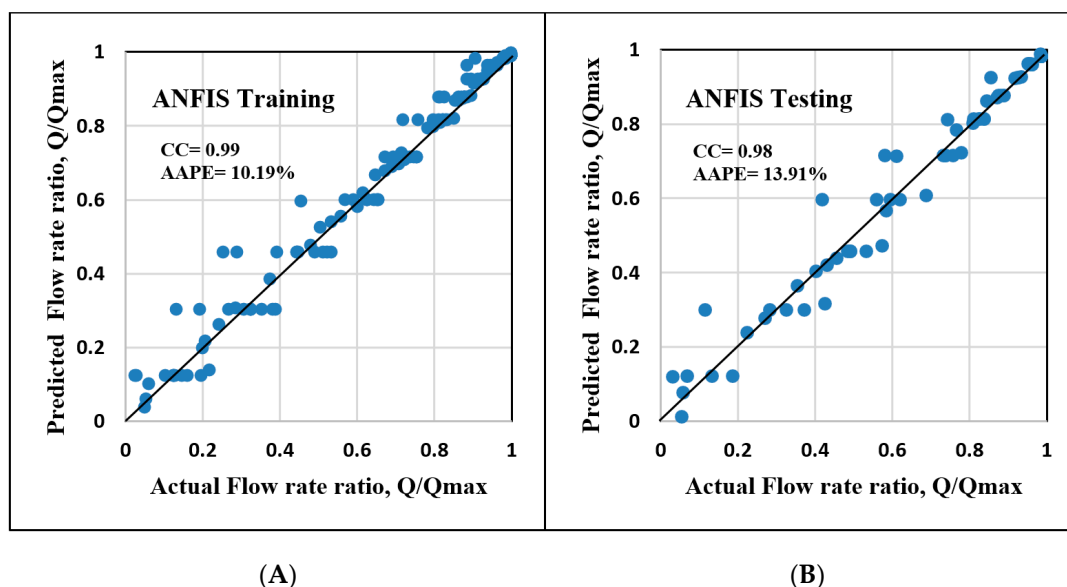 ANFIS Training
CC= 0.99
AAPE= 10.19%
Predicted  Flow rate ratio, Q/Qmax
1
0.8
0.6
0.4
0.2
0
0 0.2 0.4 0.6 0.8 1
Actual Flow rate ratio, Q/Qmax
(A)
ANFIS Testing
CC= 0.98
AAPE= 13.91%
Predicted  Flow rate ratio, Q/Qmax
1
0.8
0.6
0.4
0.2
0
0 0.2 0.4 0.6 0.8 1
Actual Flow rate ratio, Q/Qmax
(B)